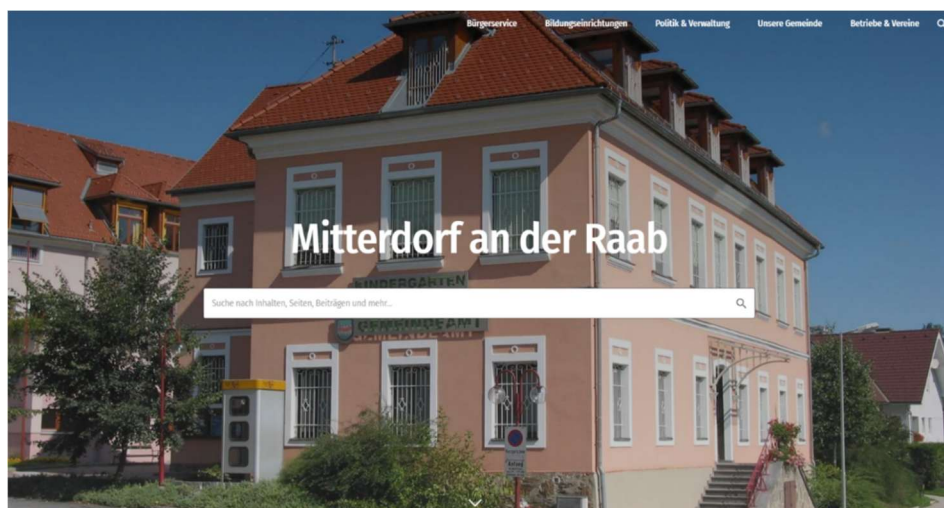 Bürgerservice
Bildungseinrichtungen
Politik & Verwaltung
Unsere Gemeinde
Betriebe & Vereine
Mitterdorf an der Raab
KINDERGARTEN
Suche nach Inhalten, Seiten, Beiträgen und mehr...
GEMEINDEAMT